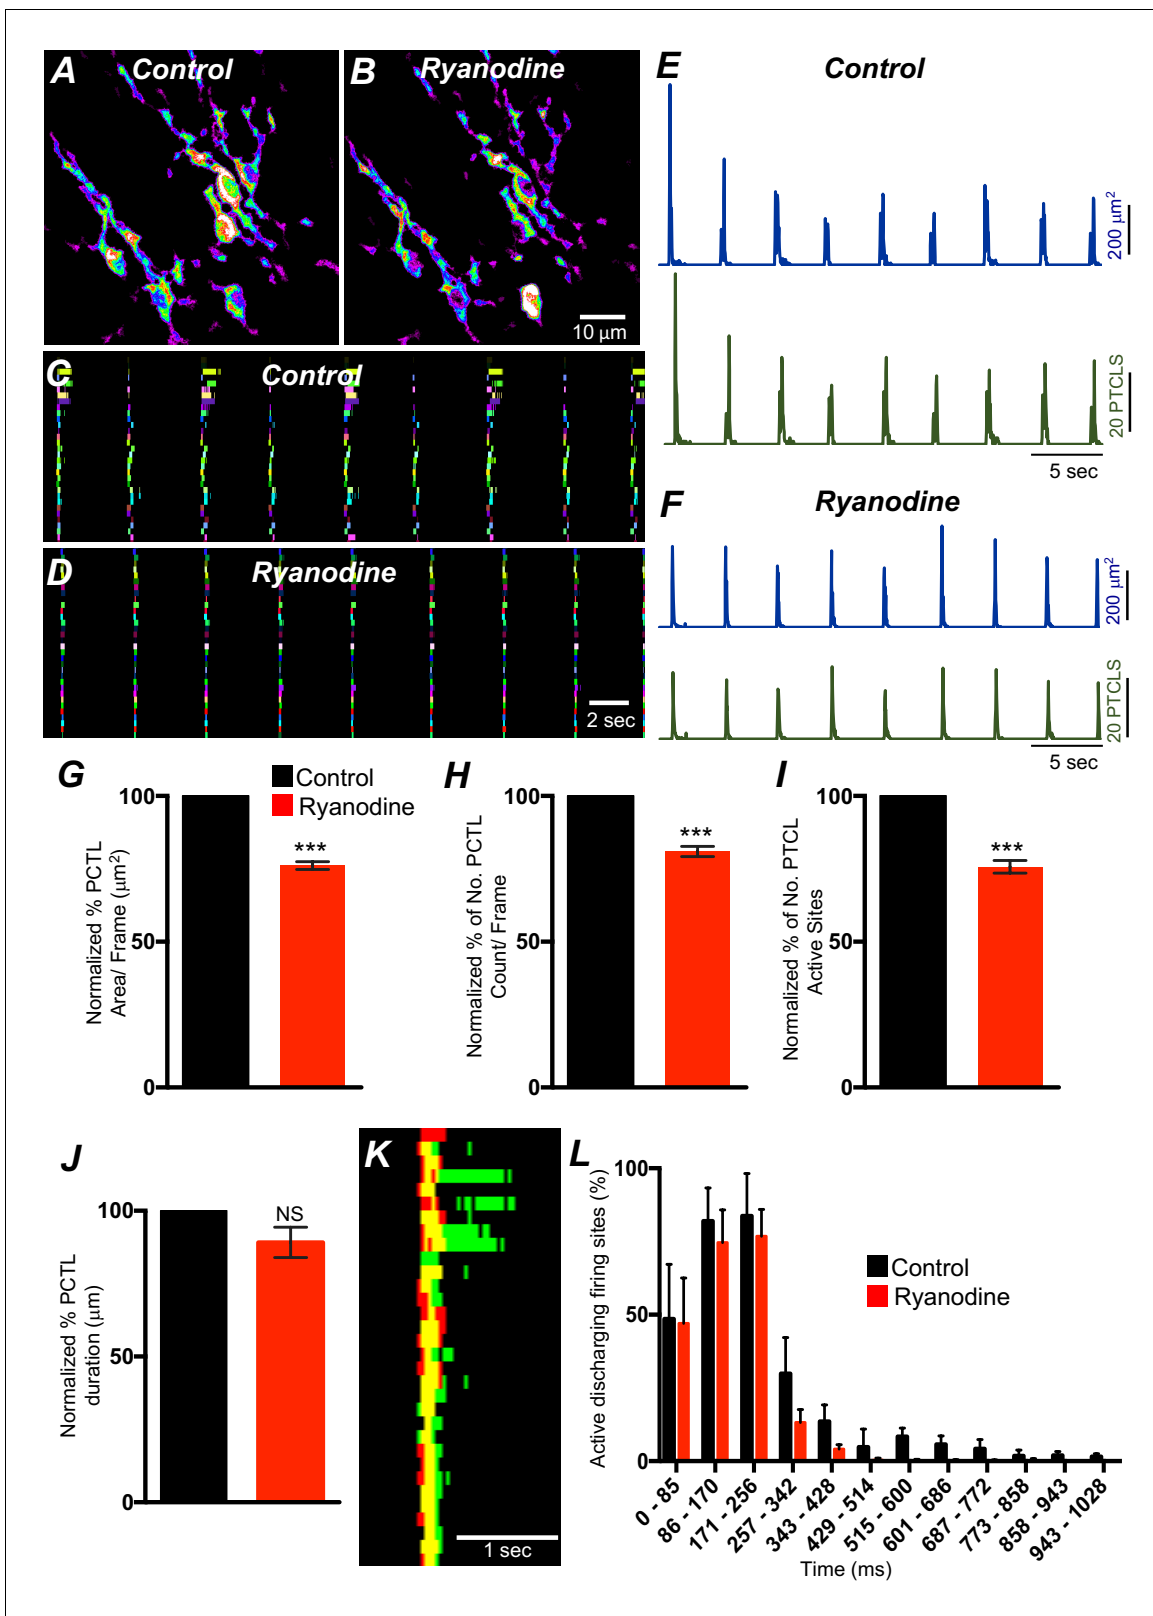 A Control
B Ryanodine
10 µm
C Control
D Ryanodine
2 sec
E Control
200 µm²
20 PTCLS
5 sec
F Ryanodine
200 µm²
20 PTCLS
5 sec
G
Control
Ryanodine
Normalized % PCTL
Area/ Frame (µm²)
100
50
0
***
H
Normalized % of No. PCTL
Count/ Frame
100
50
0
***
I
Normalized % of No. PTCL
Active Sites
100
50
0
***
J
Normalized % PCTL
duration (µm)
100
50
0
NS
K
1 sec
L
Active discharging firing sites (%)
100
50
0
Control
Ryanodine
0 - 85
86 - 170
171 - 256
257 - 342
343 - 428
429 - 514
515 - 600
601 - 686
687 - 772
773 - 858
858 - 943
943 - 1028
Time (ms)